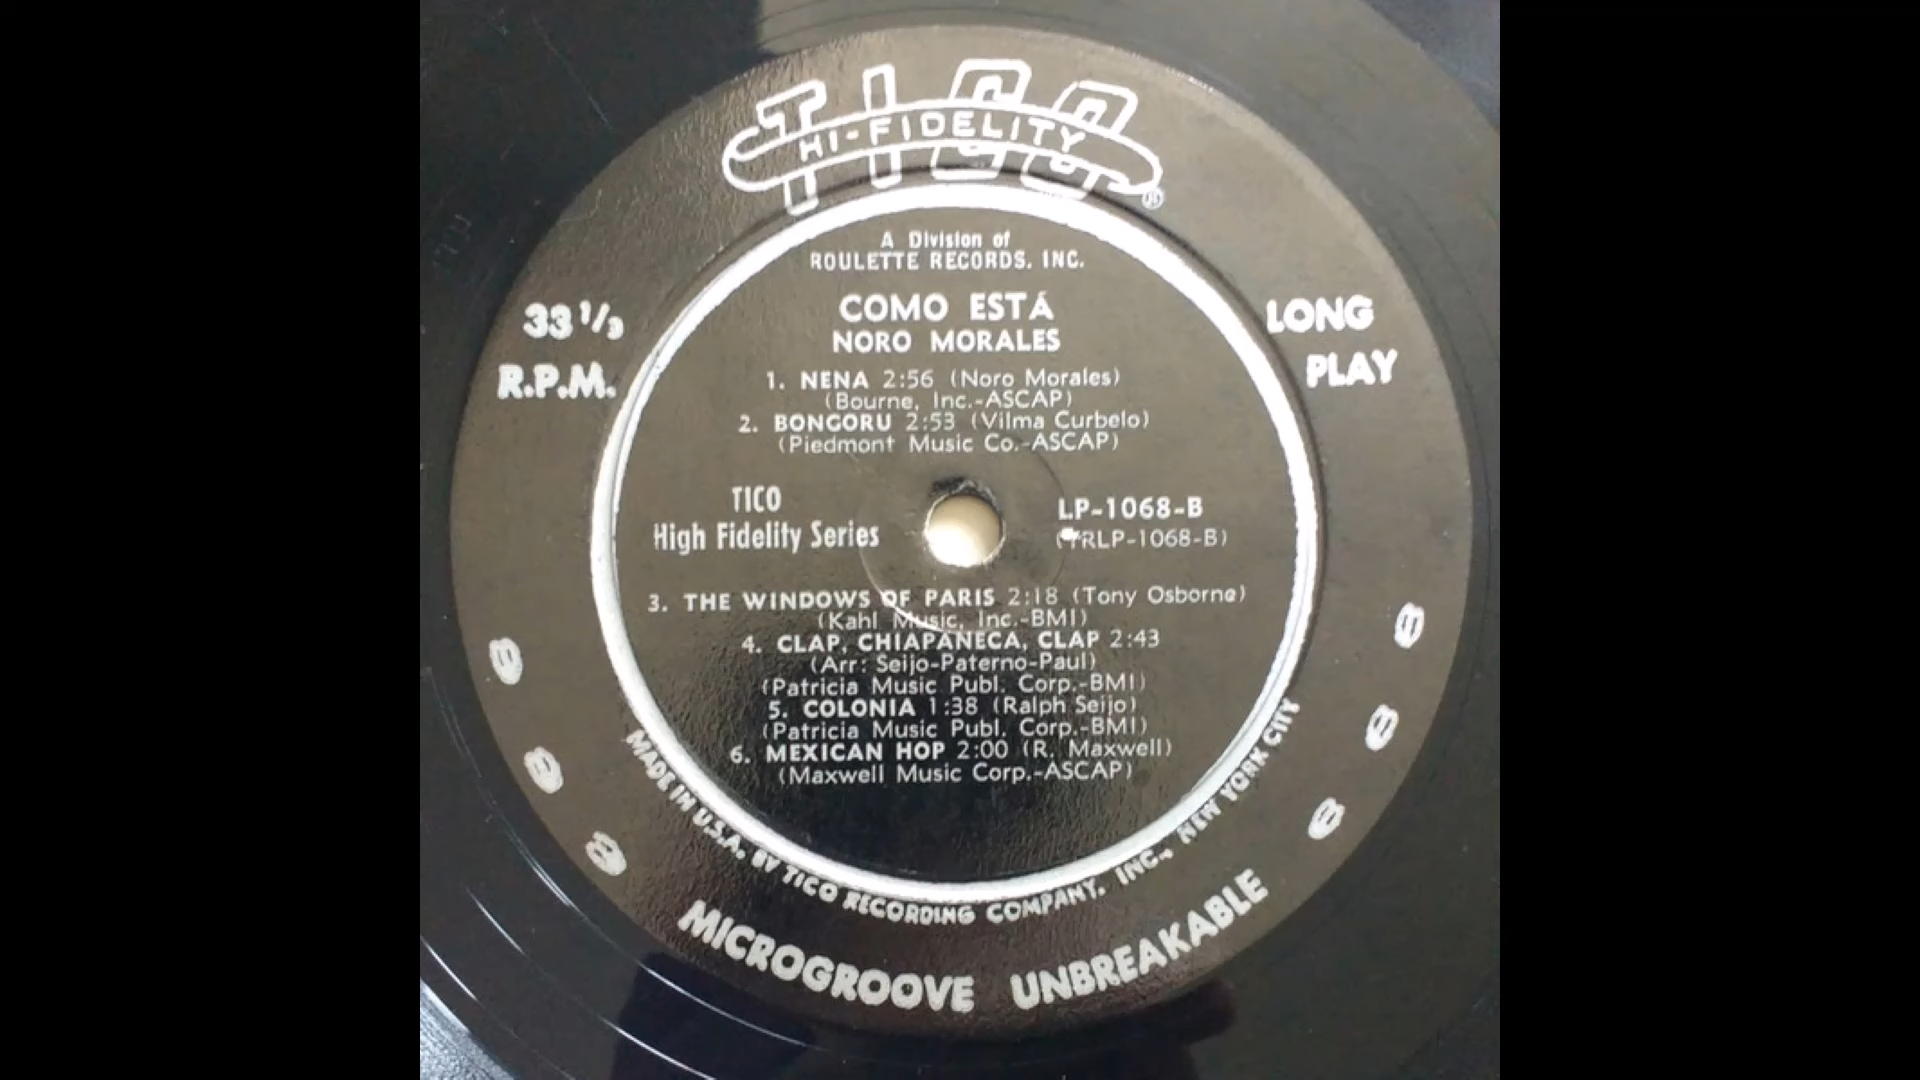 TICO
HI-FIDELITY
®
A Division of
ROULETTE RECORDS, INC.
COMO ESTÁ
NORO MORALES
33 1/3
R.P.M.
LONG
PLAY
1. NENA 2:56 (Noro Morales)
(Bourne, Inc.-ASCAP)
2. BONGORU 2:53 (Vilma Curbelo)
(Piedmont Music Co.-ASCAP)
TICO
High Fidelity Series
LP-1068-B
(TRLP-1068-B)
3. THE WINDOWS OF PARIS 2:18 (Tony Osborne)
(Kahl Music, Inc.-BMI)
4. CLAP, CHIAPANECA, CLAP 2:43
(Arr: Seijo-Paterno-Paul)
(Patricia Music Publ. Corp.-BMI)
5. COLONIA 1:38 (Ralph Seijo)
(Patricia Music Publ. Corp.-BMI)
6. MEXICAN HOP 2:00 (R. Maxwell)
(Maxwell Music Corp.-ASCAP)
MADE IN U.S.A. BY TICO RECORDING COMPANY, INC., NEW YORK CITY
MICROGROOVE UNBREAKABLE